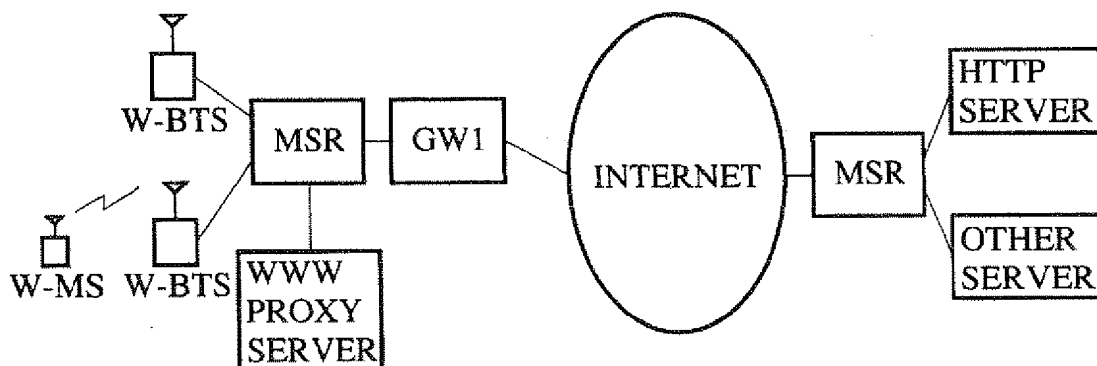 W-BTS
MSR
GW1
INTERNET
MSR
HTTP
SERVER
OTHER
SERVER
W-MS
W-BTS
WWW
PROXY
SERVER